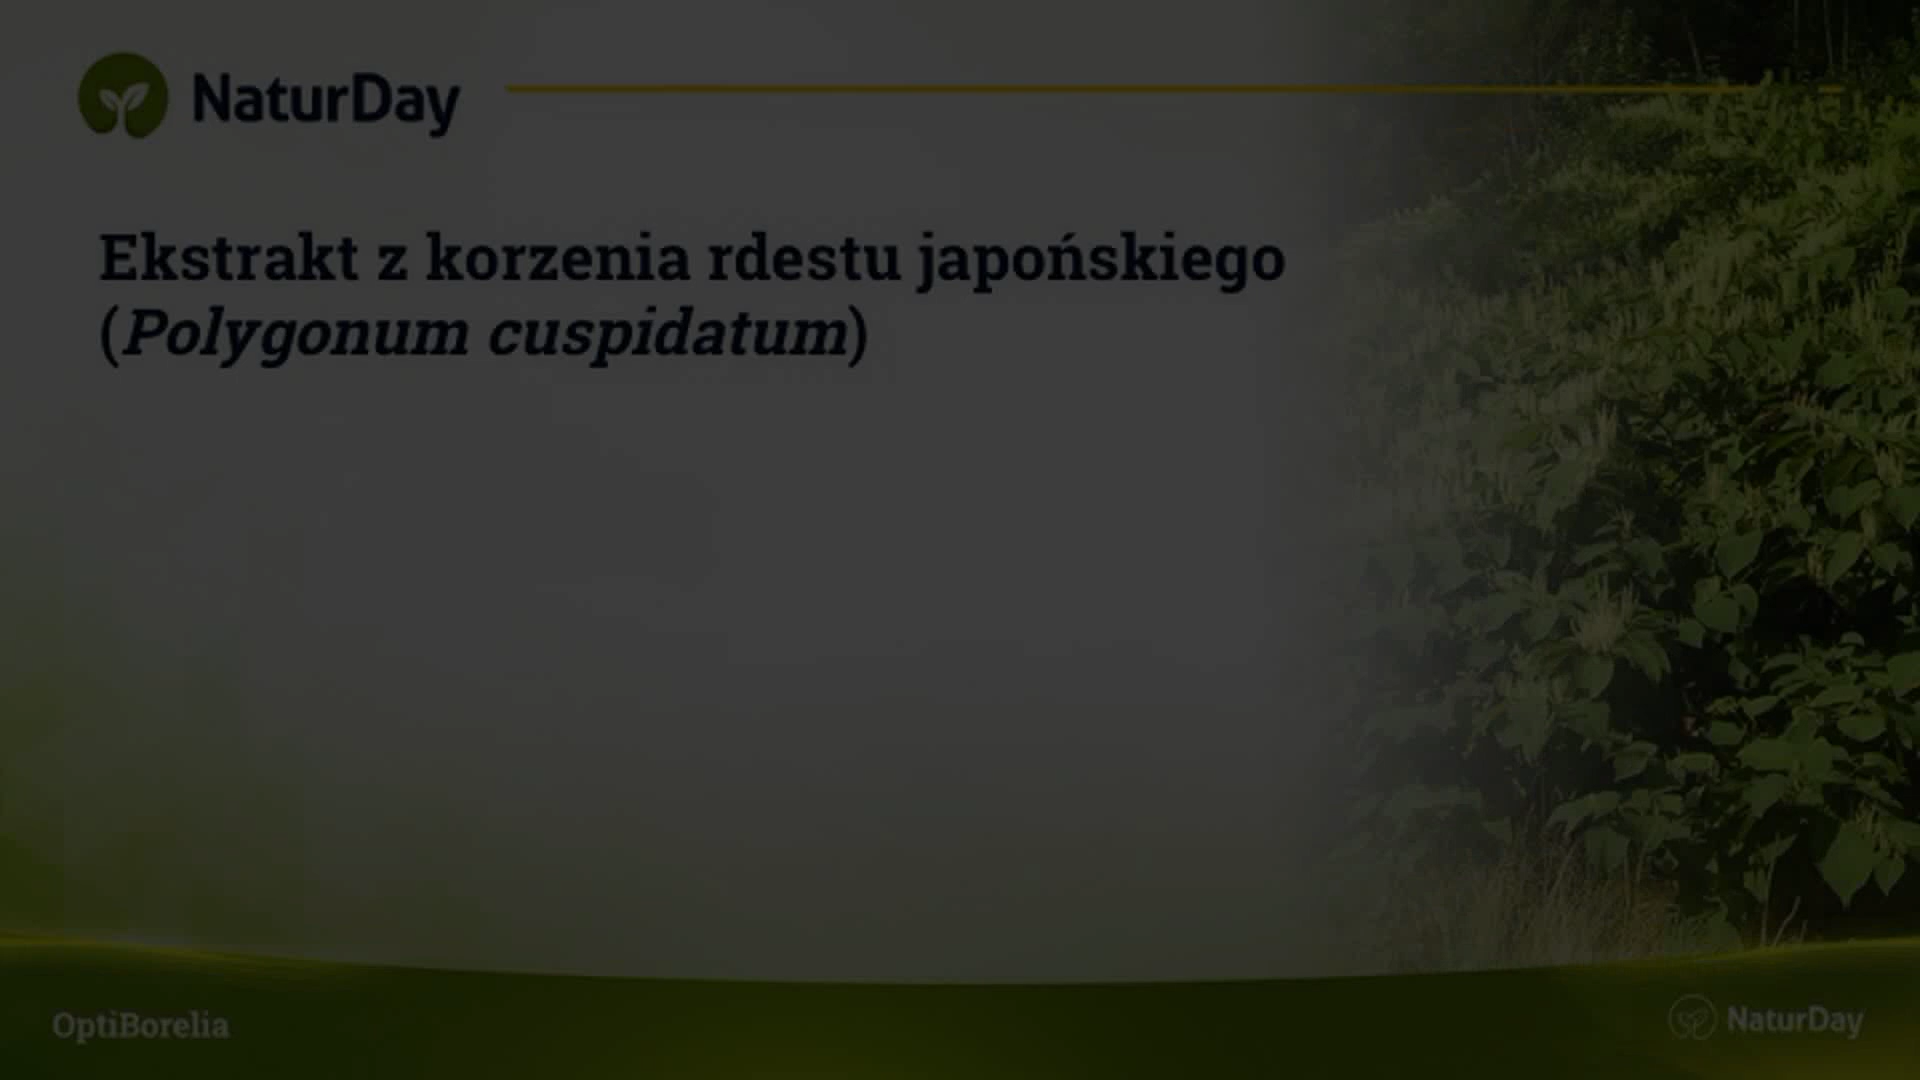 NaturDay
Ekstrakt z korzenia rdestu japońskiego
(Polygonum cuspidatum)
OptiBorelia
NaturDay